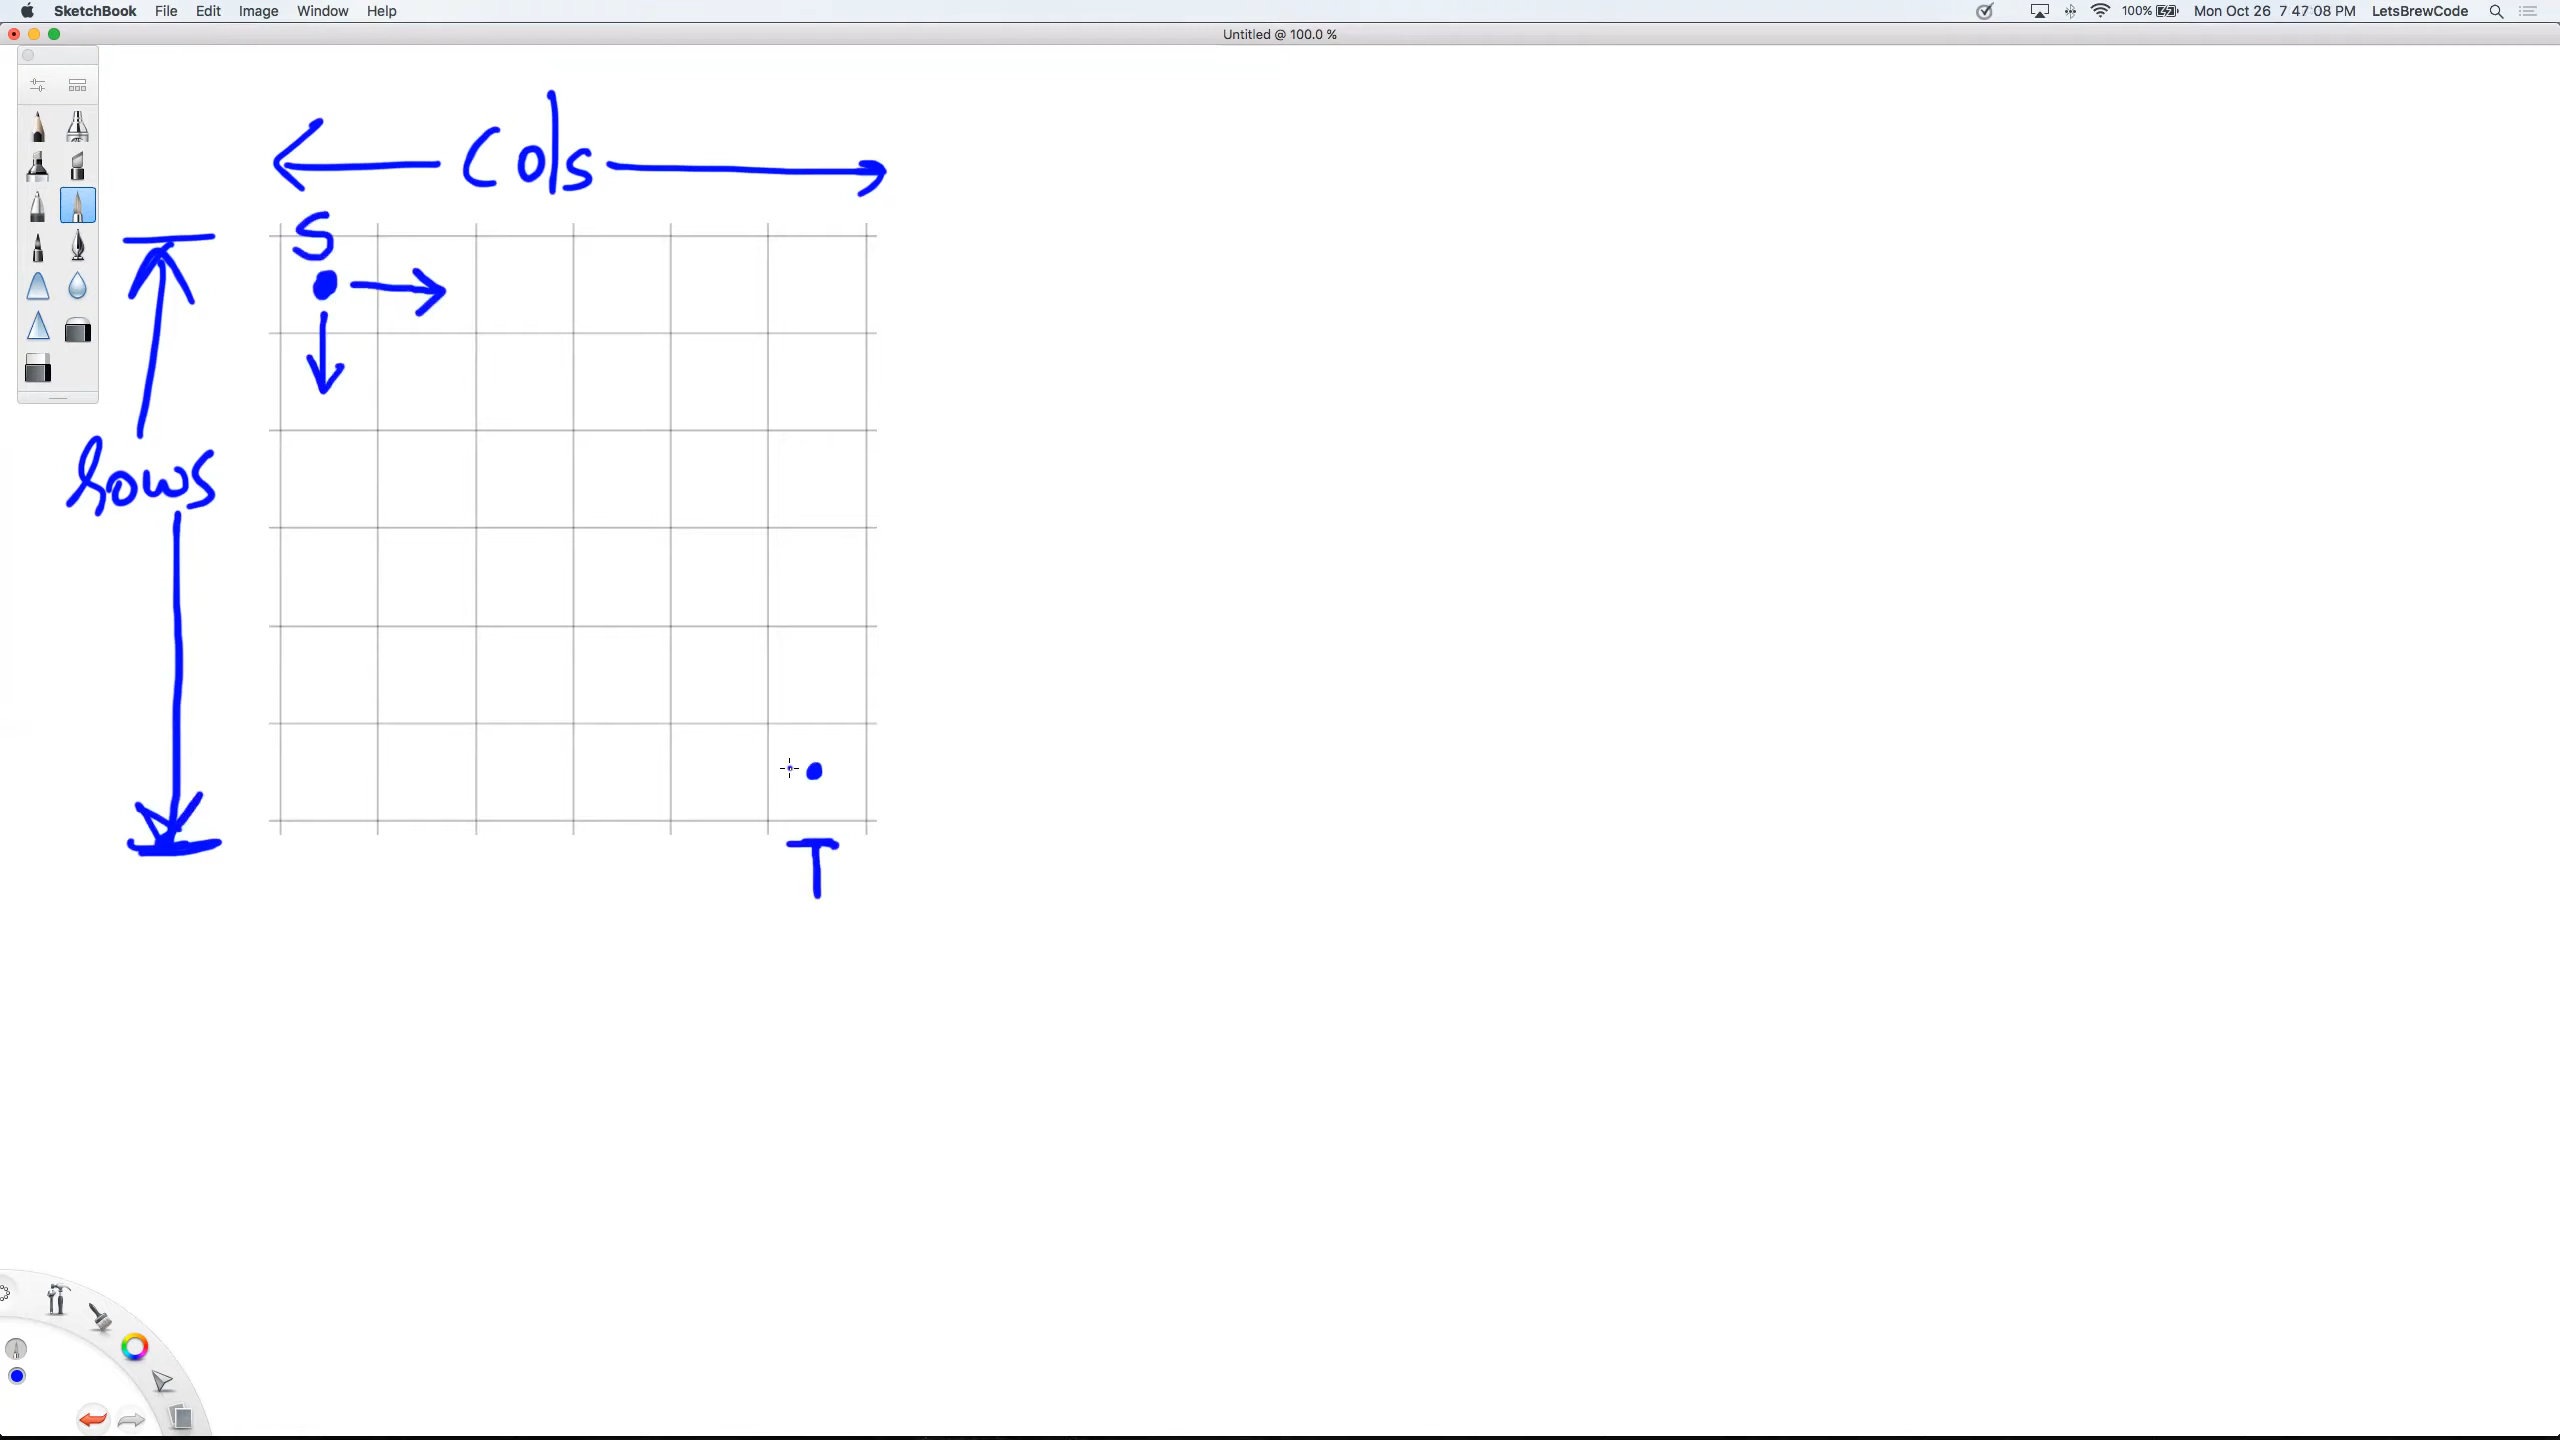 SketchBook File Edit Image Window Help 100% Mon Oct 26 7 47:08 PM LetsBrewCode
Untitled @ 100.0 %
Cols
S
rows
T